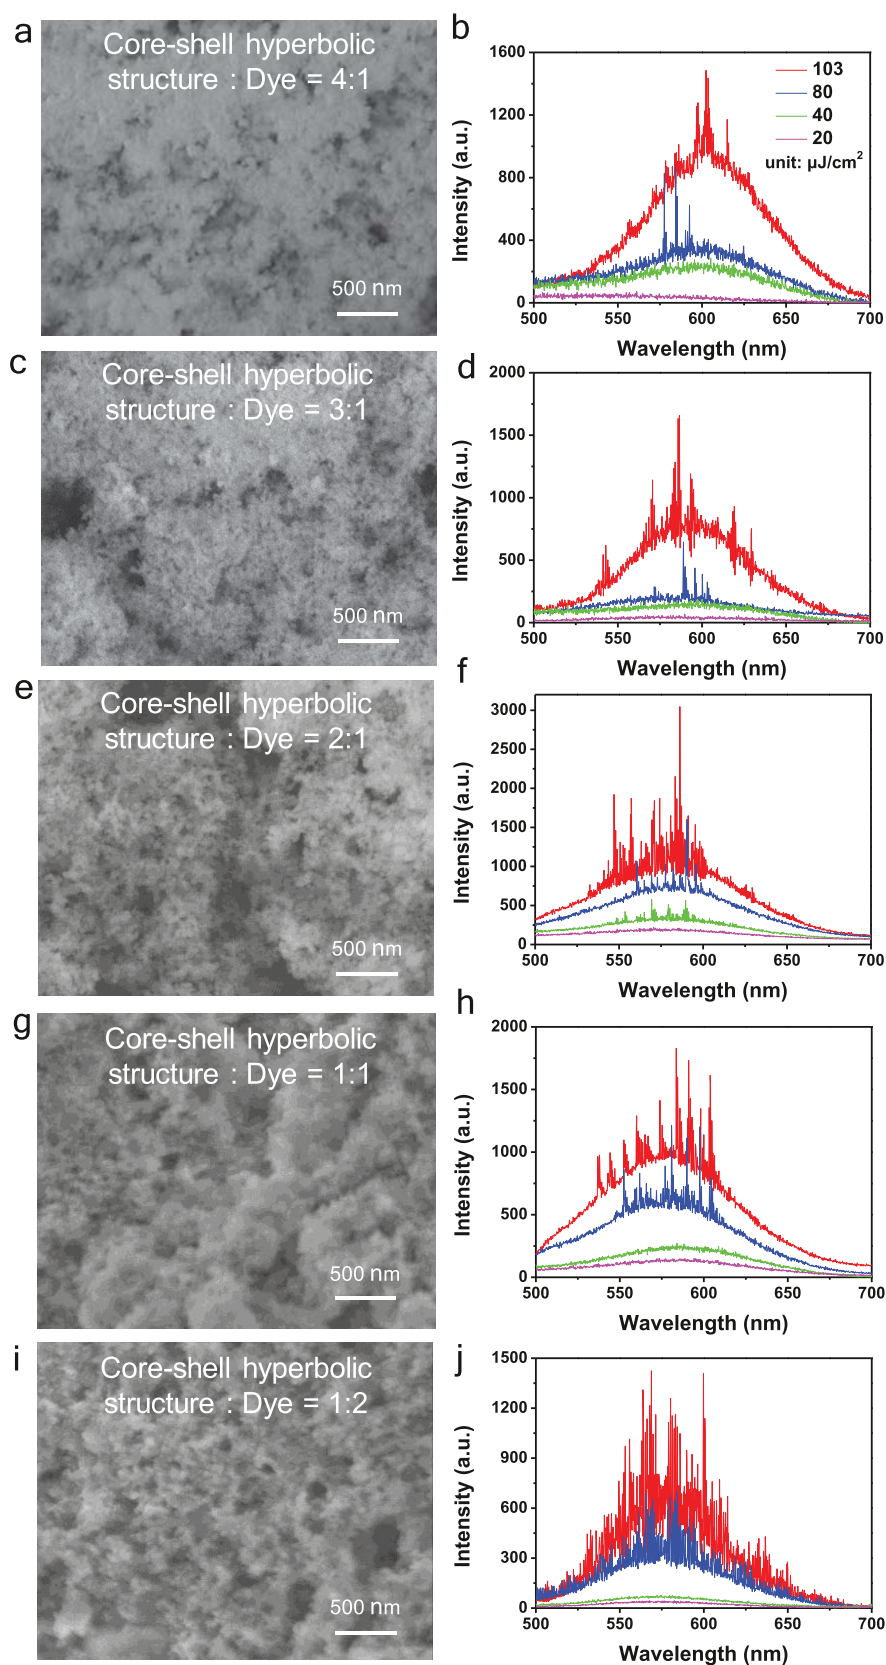 a
Core-shell hyperbolic
structure : Dye = 4:1
500 nm
b
1600
1200
800
400
0
500
550
600
650
700
Intensity (a.u.)
Wavelength (nm)
103
80
40
20
unit: µJ/cm²
c
Core-shell hyperbolic
structure : Dye = 3:1
500 nm
d
2000
1500
1000
500
0
500
550
600
650
700
Intensity (a.u.)
Wavelength (nm)
e
Core-shell hyperbolic
structure : Dye = 2:1
500 nm
f
3000
2500
2000
1500
1000
500
0
500
550
600
650
700
Intensity (a.u.)
Wavelength (nm)
g
Core-shell hyperbolic
structure : Dye = 1:1
500 nm
h
2000
1500
1000
500
0
500
550
600
650
700
Intensity (a.u.)
Wavelength (nm)
i
Core-shell hyperbolic
structure : Dye = 1:2
500 nm
j
1500
1200
900
600
300
0
500
550
600
650
700
Intensity (a.u.)
Wavelength (nm)